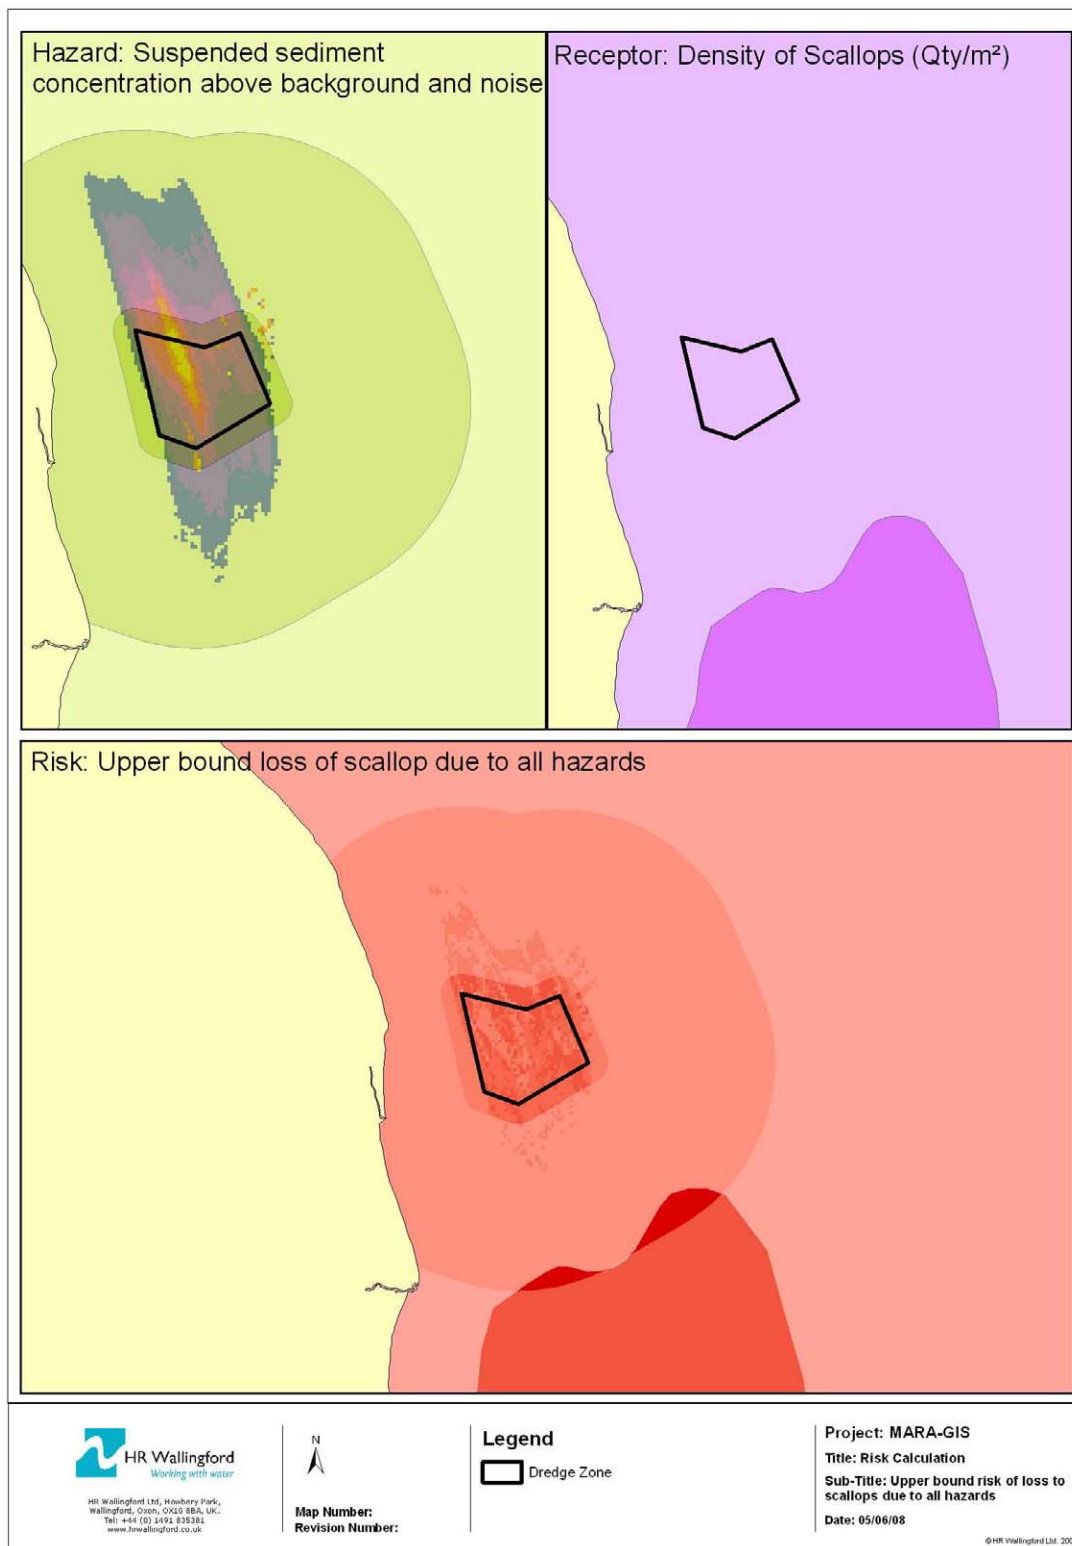 Hazard: Suspended sediment
concentration above background and noise
Receptor: Density of Scallops (Qty/m²)
Risk: Upper bound loss of scallop due to all hazards
HR Wallingford
Working with water
HR Wallingford Ltd, Howbery Park,
Wallingford, Oxon, OX10 8BA, UK.
Tel: +44 (0) 1491 835381
www.hrwallingford.co.uk
N
Map Number:
Revision Number:
Legend
Dredge Zone
Project: MARA-GIS
Title: Risk Calculation
Sub-Title: Upper bound risk of loss to
scallops due to all hazards
Date: 05/06/08
© HR Wallingford Ltd.